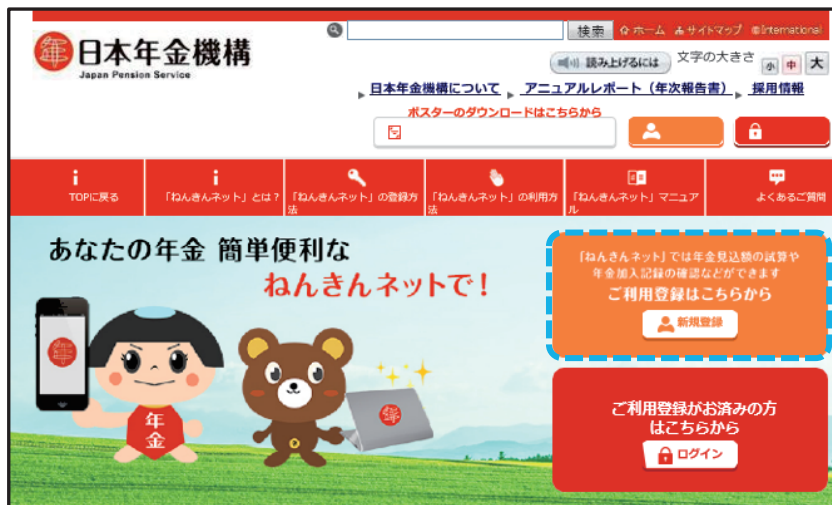 検索 ホーム サイトマップ International
年 日本年金機構
Japan Pension Service
読み上げるには 文字の大きさ 小 中 大
日本年金機構について アニュアルレポート（年次報告書） 採用情報
ポスターのダウンロードはこちらから
TOPに戻る
「ねんきんネット」とは？
「ねんきんネット」の登録方
法
「ねんきんネット」の利用方
法
「ねんきんネット」マニュア
ル
よくあるご質問
あなたの年金 簡単便利な
ねんきんネットで！
「ねんきんネット」では年金見込額の試算や
年金加入記録の確認などができます
ご利用登録はこちらから
新規登録
年
年金
年
ご利用登録がお済みの方
はこちらから
ログイン